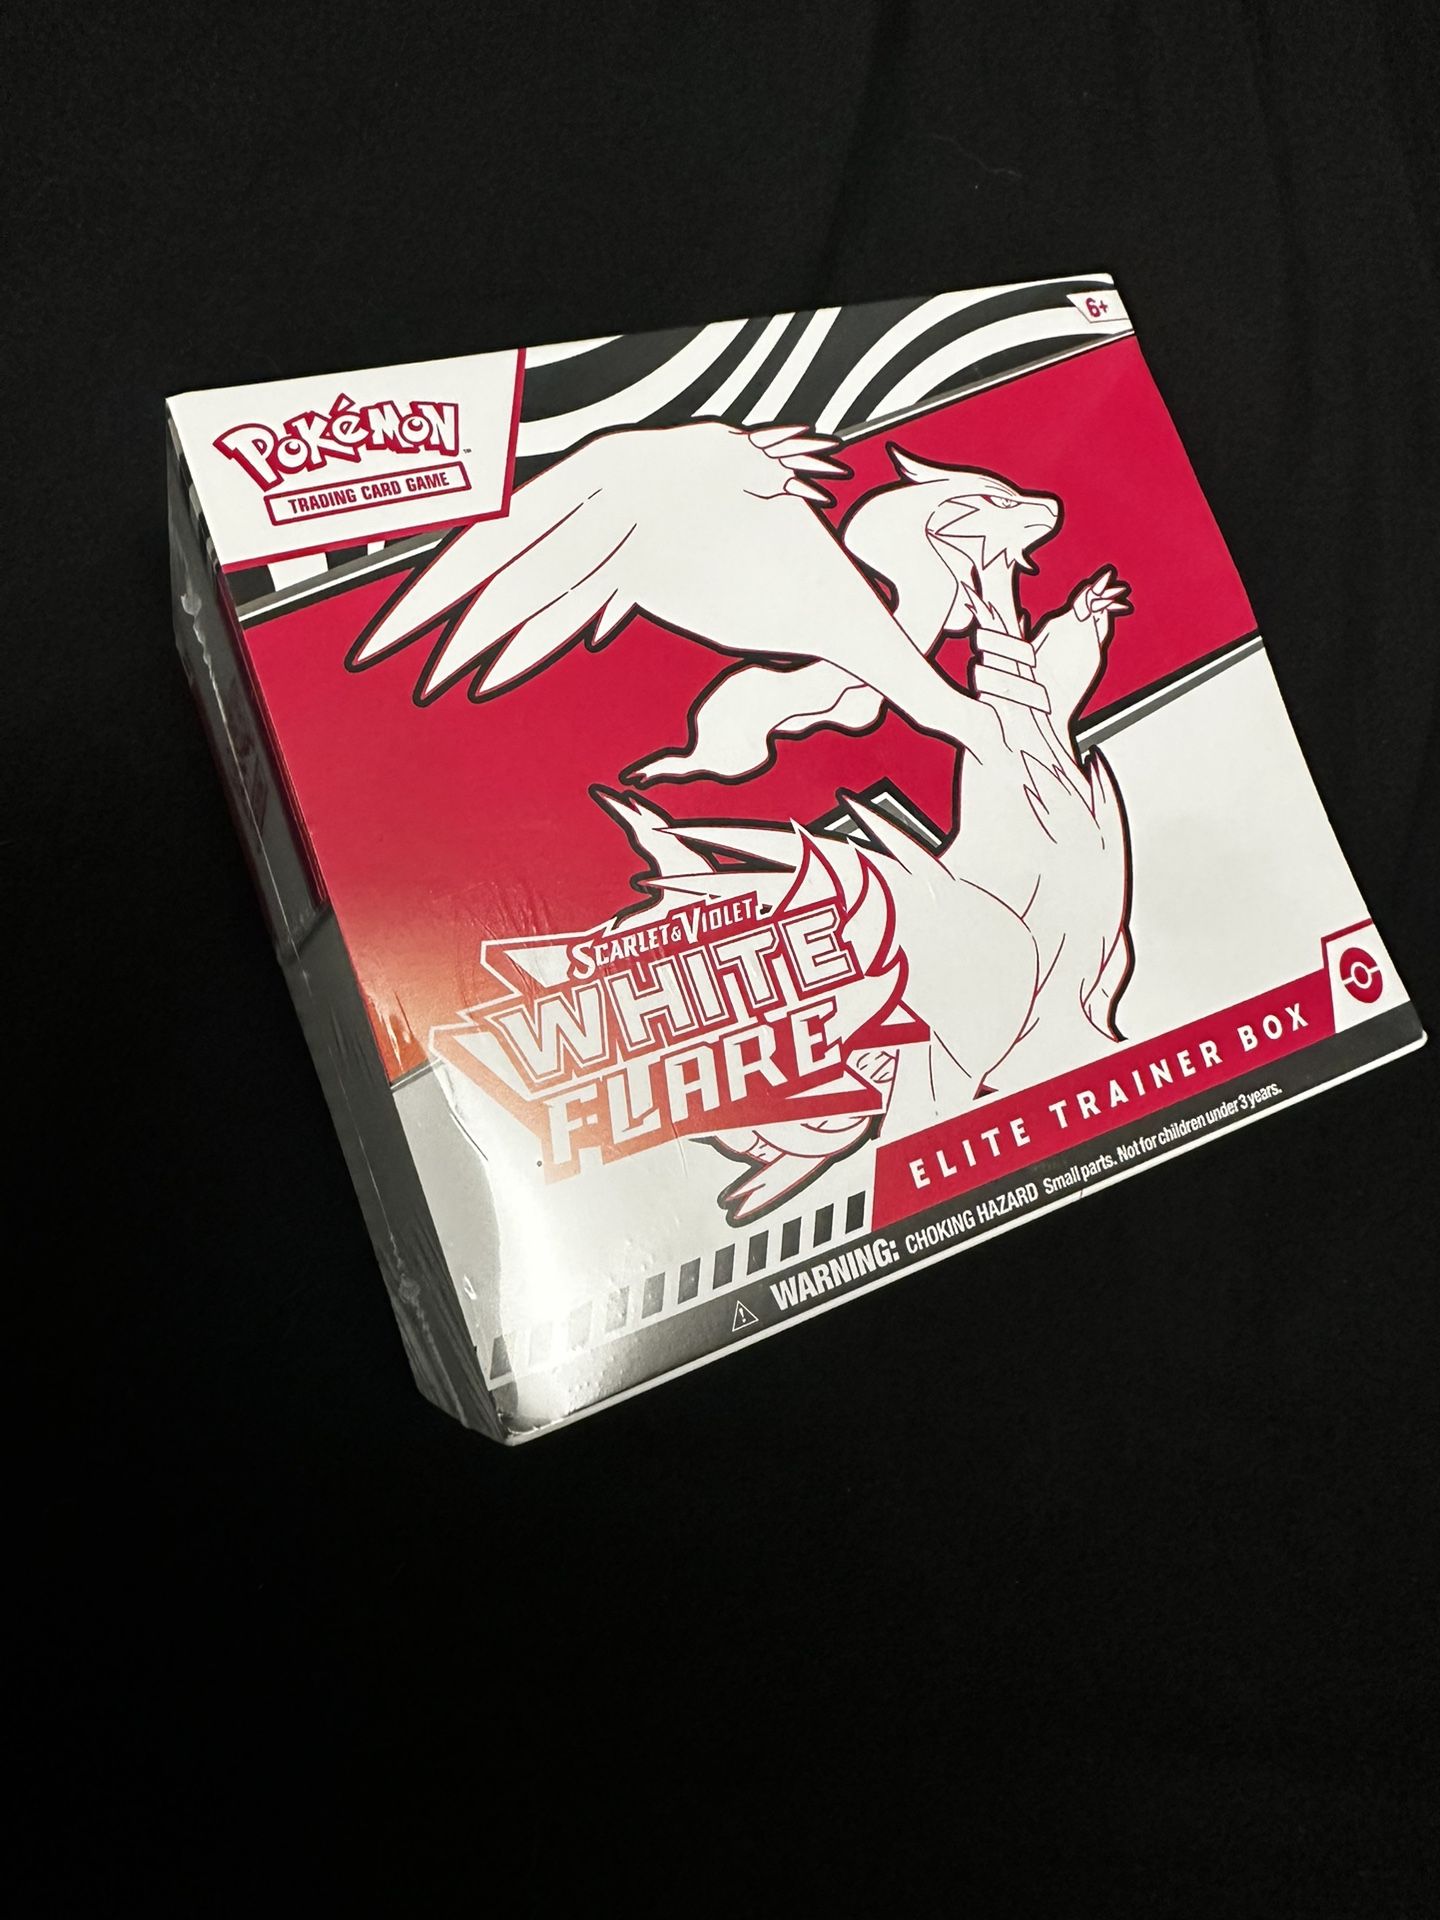 6+
POKéMON™
TRADING CARD GAME
SCARLET & VIOLET
WHITE
FLARE
ELITE TRAINER BOX
⚠ WARNING: CHOKING HAZARD Small parts. Not for children under 3 years.